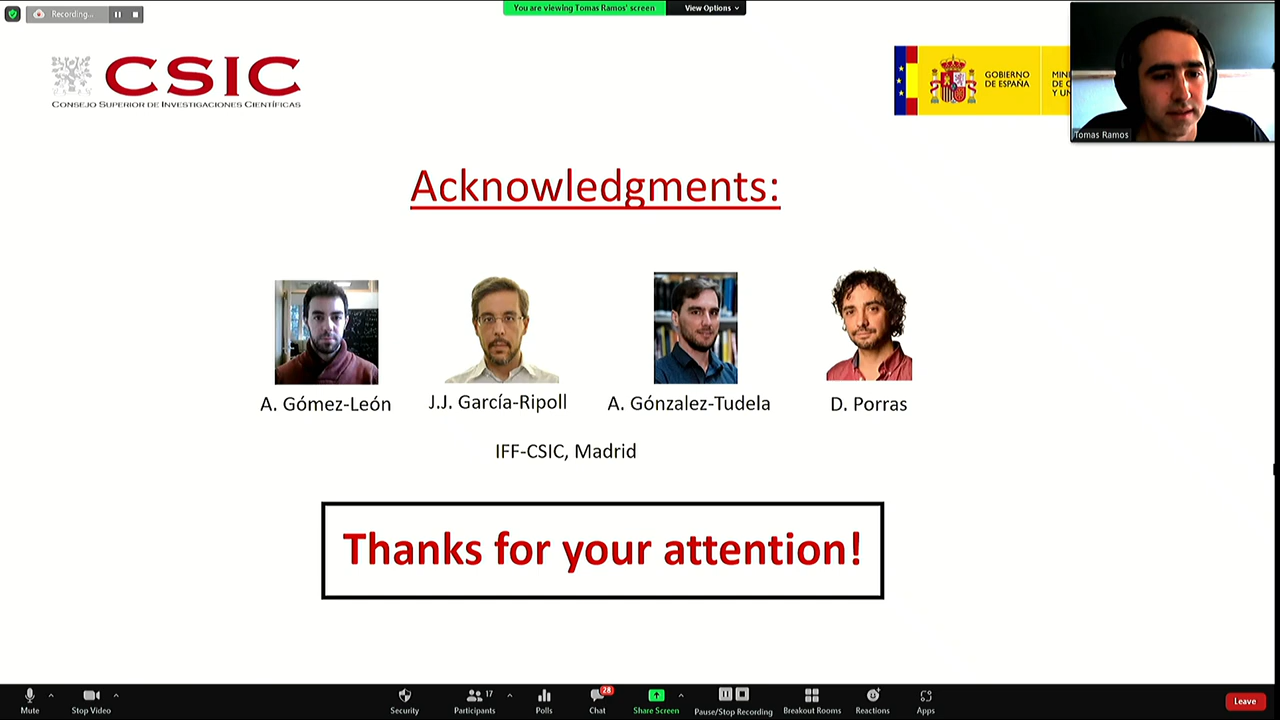 Recording...
You are viewing Tomas Ramos' screen
View Options
CSIC
CONSEJO SUPERIOR DE INVESTIGACIONES CIENTÍFICAS
GOBIERNO
DE ESPAÑA
Tomas Ramos
Acknowledgments:
A. Gómez-León
J.J. García-Ripoll
A. Gónzalez-Tudela
D. Porras
IFF-CSIC, Madrid
Thanks for your attention!
17
28
Mute
Stop Video
Security
Participants
Polls
Chat
Share Screen
Pause/Stop Recording
Breakout Rooms
Reactions
Apps
Leave